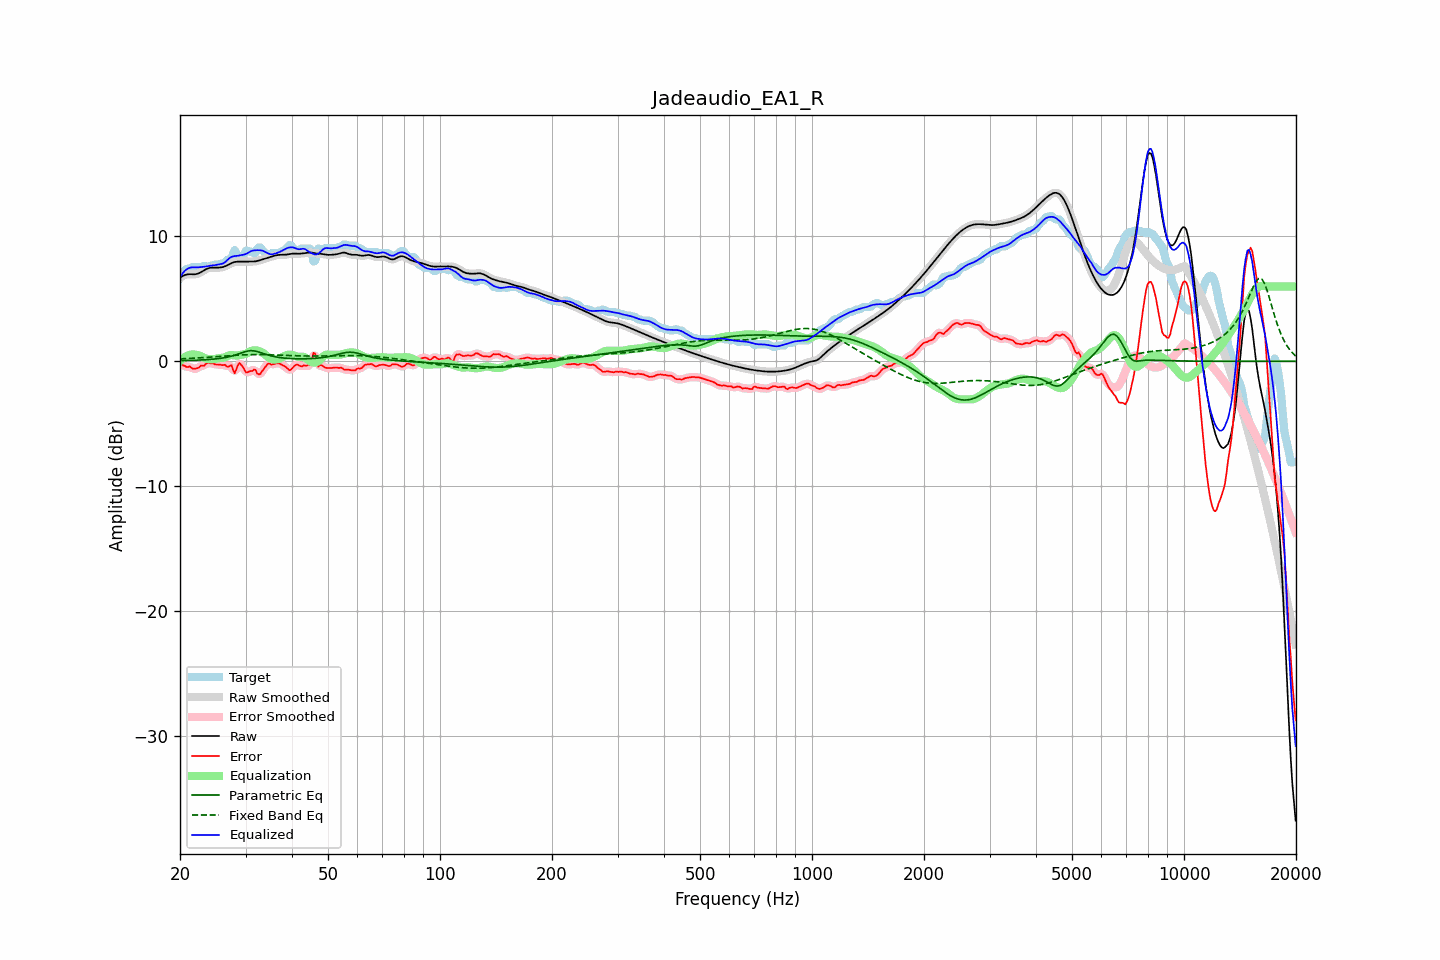 Jadeaudio_EA1_R
Amplitude (dBr)
10
0
−10
−20
−30
Target
Raw Smoothed
Error Smoothed
Raw
Error
Equalization
Parametric Eq
Fixed Band Eq
Equalized
20 50 100 200 500 1000 2000 5000 10000 20000
Frequency (Hz)